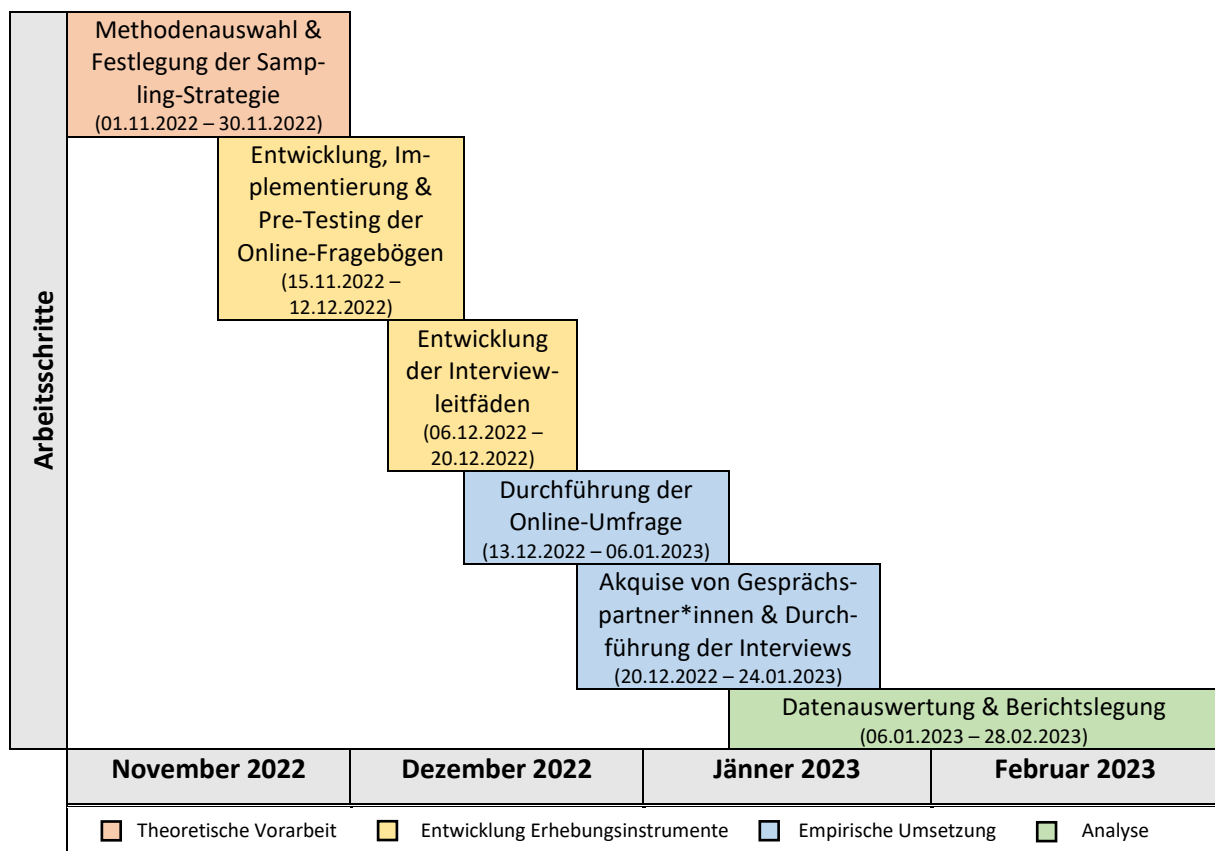 Arbeitsschritte
Methodenauswahl &
Festlegung der Samp-
ling-Strategie
(01.11.2022 – 30.11.2022)
Entwicklung, Im-
plementierung &
Pre-Testing der
Online-Fragebögen
(15.11.2022 –
12.12.2022)
Entwicklung
der Interview-
leitfäden
(06.12.2022 –
20.12.2022)
Durchführung der
Online-Umfrage
(13.12.2022 – 06.01.2023)
Akquise von Gesprächs-
partner*innen & Durch-
führung der Interviews
(20.12.2022 – 24.01.2023)
Datenauswertung & Berichtslegung
(06.01.2023 – 28.02.2023)
November 2022 Dezember 2022 Jänner 2023 Februar 2023
Theoretische Vorarbeit Entwicklung Erhebungsinstrumente Empirische Umsetzung Analyse